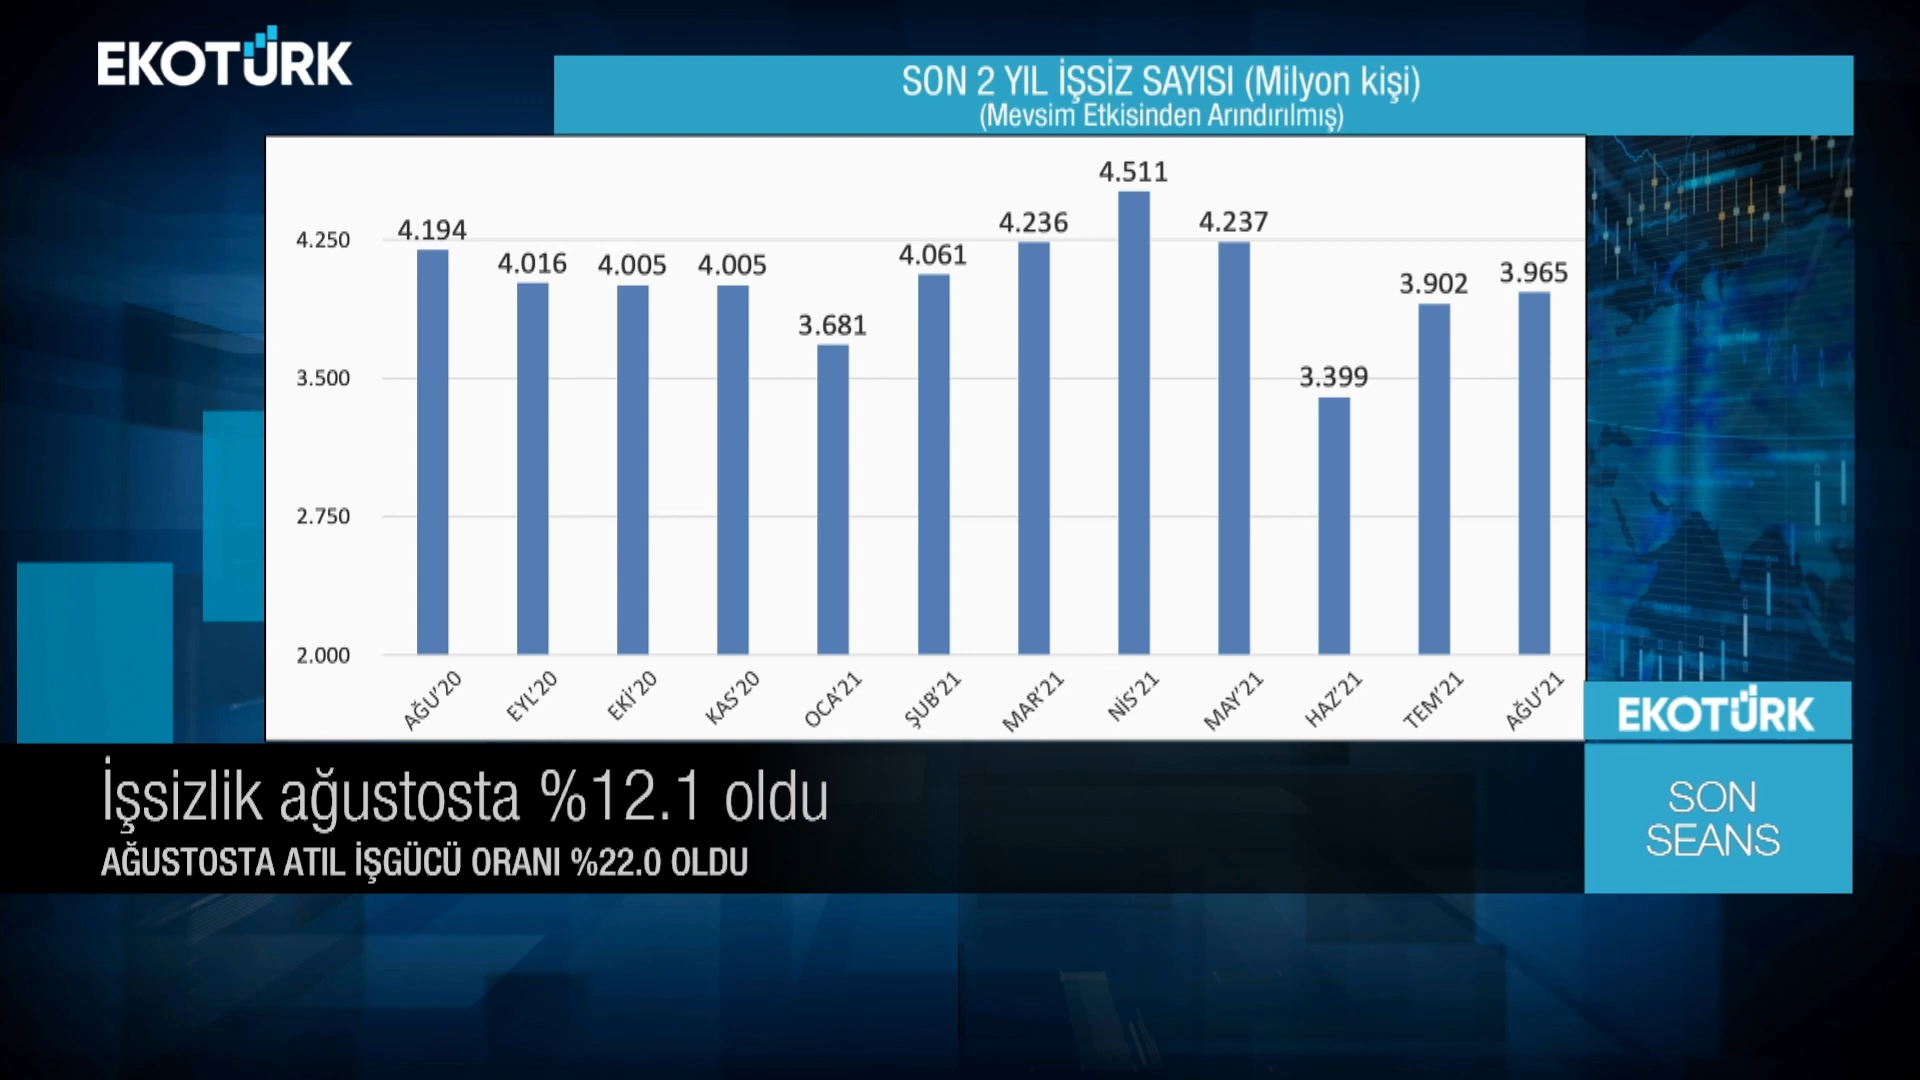 EKOTÜRK
SON 2 YIL İŞSİZ SAYISI (Milyon kişi)
(Mevsim Etkisinden Arındırılmış)
4.250
3.500
2.750
2.000
4.194
4.016
4.005
4.005
3.681
4.061
4.236
4.511
4.237
3.399
3.902
3.965
AĞU'20
EYL'20
EKİ'20
KAS'20
OCA'21
ŞUB'21
MAR'21
NİS'21
MAY'21
HAZ'21
TEM'21
AĞU'21
EKOTÜRK
İşsizlik ağustosta %12.1 oldu
AĞUSTOSTA ATIL İŞGÜCÜ ORANI %22.0 OLDU
SON
SEANS